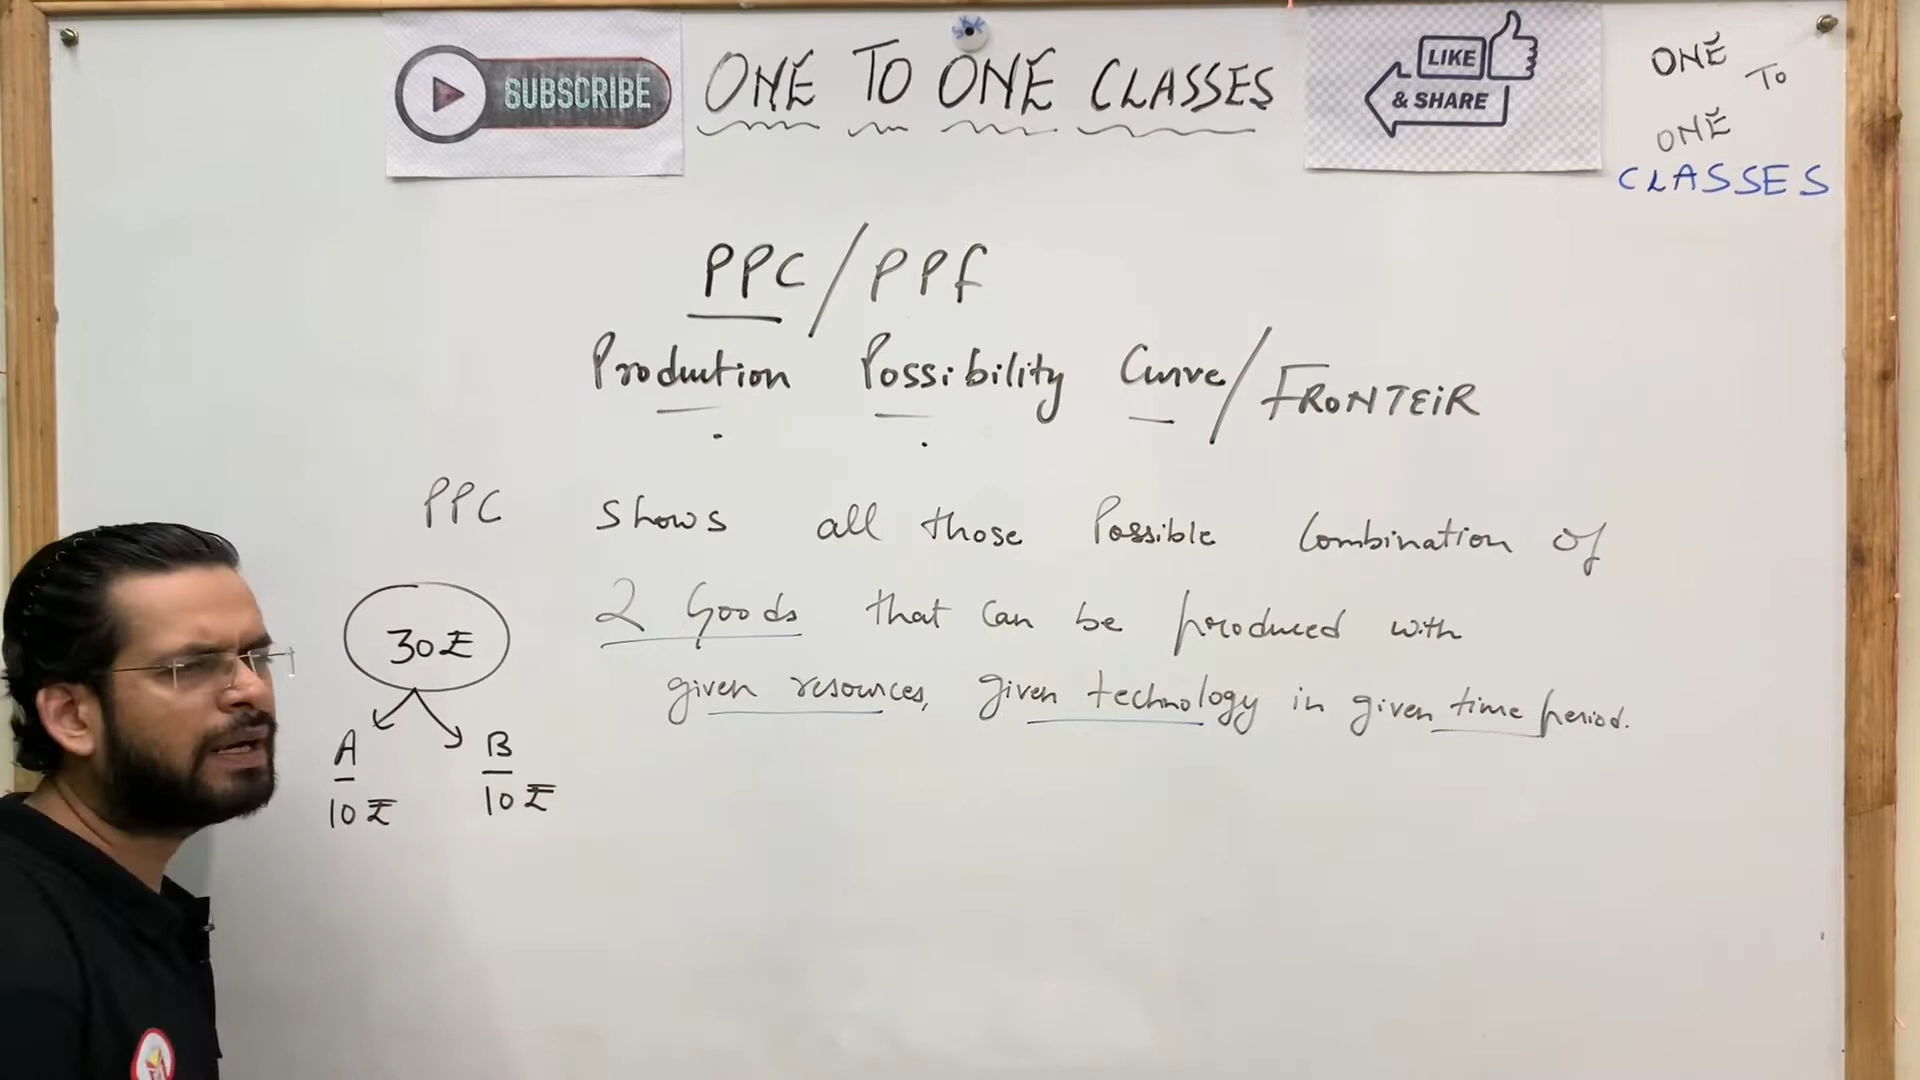 SUBSCRIBE
ONE TO ONE CLASSES
LIKE
& SHARE
ONE TO
ONE
CLASSES
PPC/PPf
Production Possibility Curve/FRONTEiR
PPC shows all those Possible Combination of
2 Goods that can be produced with
given resources, given technology in given time period.
30₹
A B
10₹ 10₹